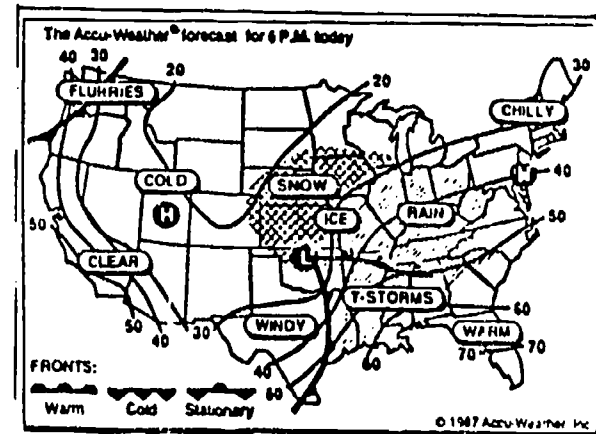 The Accu-Weather® forecast for 6 P.M. today
40 30
20
20
30
FLURRIES
CHILLY
COLD
SNOW
40
H
ICE
RAIN
50
50
CLEAR
L
T-STORMS
60
WINDY
WARM
50 40 30
40
60
60
70 70
FRONTS:
Warm Cold Stationary
© 1987 Accu-Weather, Inc.